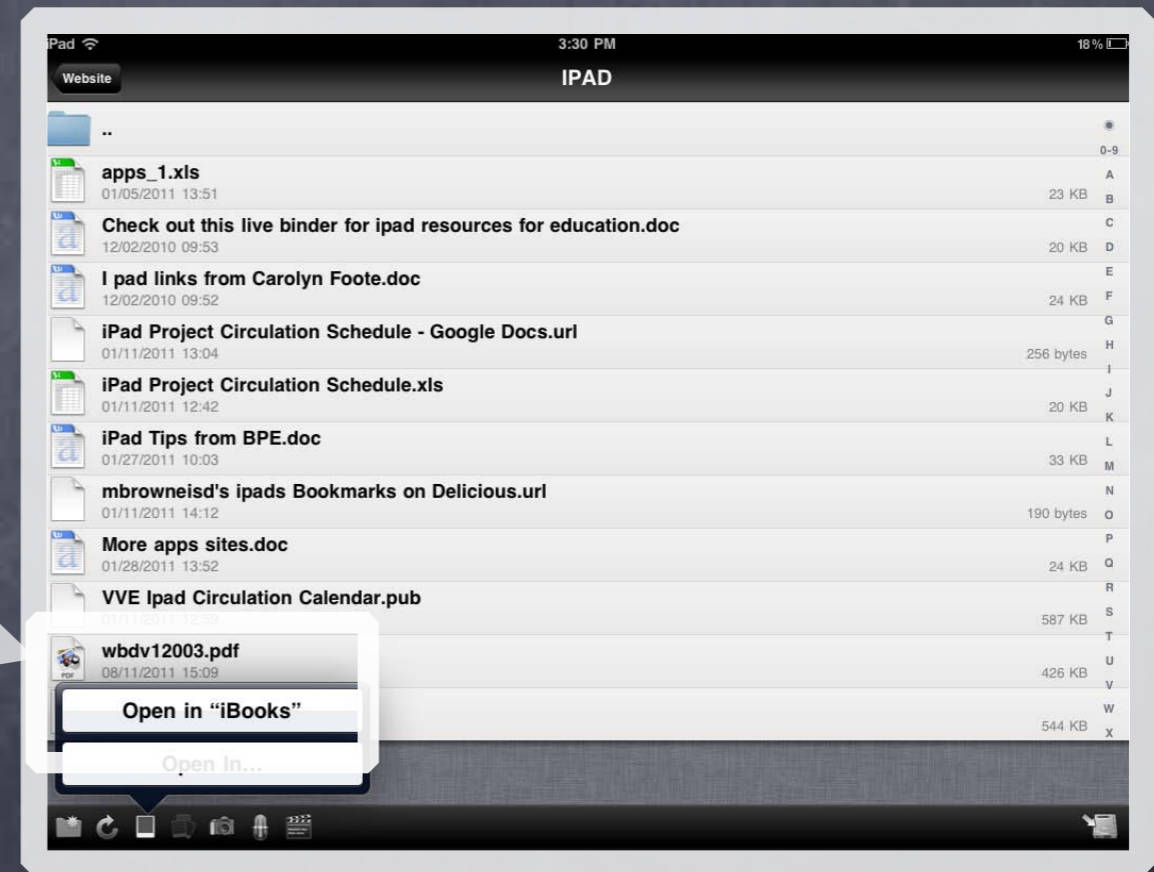 iPad 3:30 PM 18%
Website IPAD
..
apps_1.xls
01/05/2011 13:51 23 KB
Check out this live binder for ipad resources for education.doc
12/02/2010 09:53 20 KB
I pad links from Carolyn Foote.doc
12/02/2010 09:52 24 KB
iPad Project Circulation Schedule - Google Docs.url
01/11/2011 13:04 256 bytes
iPad Project Circulation Schedule.xls
01/11/2011 12:42 20 KB
iPad Tips from BPE.doc
01/27/2011 10:03 33 KB
mbrowneisd's ipads Bookmarks on Delicious.url
01/11/2011 14:12 190 bytes
More apps sites.doc
01/28/2011 13:52 24 KB
VVE Ipad Circulation Calendar.pub
01/11/2011 12:59 587 KB
wbdv12003.pdf
08/11/2011 15:09 426 KB
Open in “iBooks”
544 KB
Open In...
0-9
A
B
C
D
E
F
G
H
I
J
K
L
M
N
O
P
Q
R
S
T
U
V
W
X